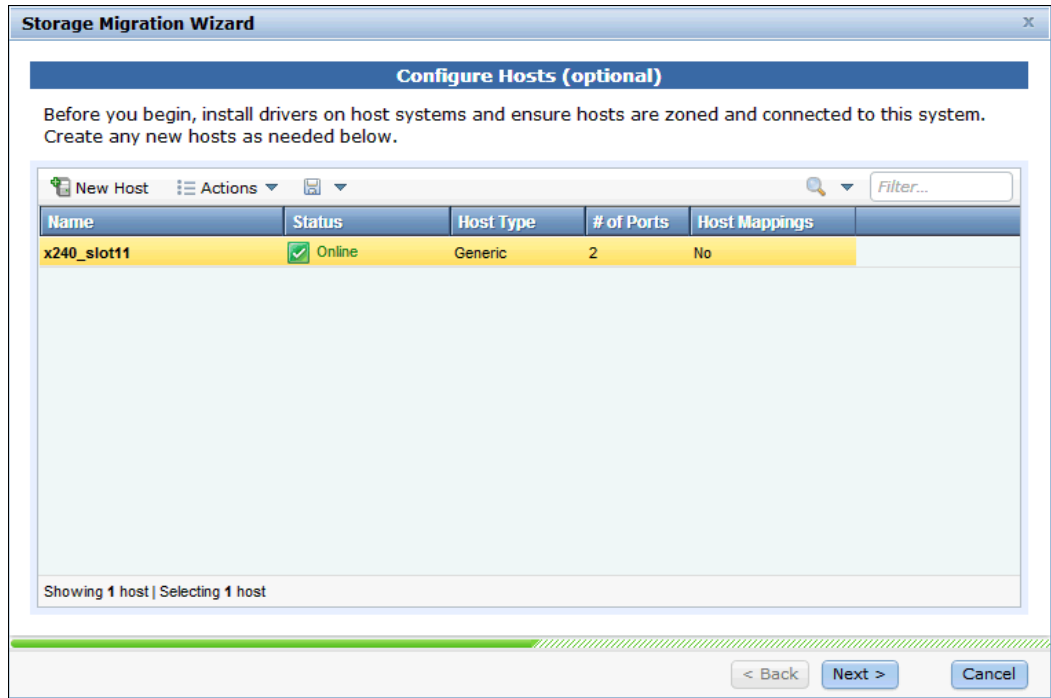 Storage Migration Wizard x
Configure Hosts (optional)
Before you begin, install drivers on host systems and ensure hosts are zoned and connected to this system.
Create any new hosts as needed below.
New Host Actions Filter...
Name Status Host Type # of Ports Host Mappings
x240_slot11 Online Generic 2 No
Showing 1 host | Selecting 1 host
< Back Next > Cancel